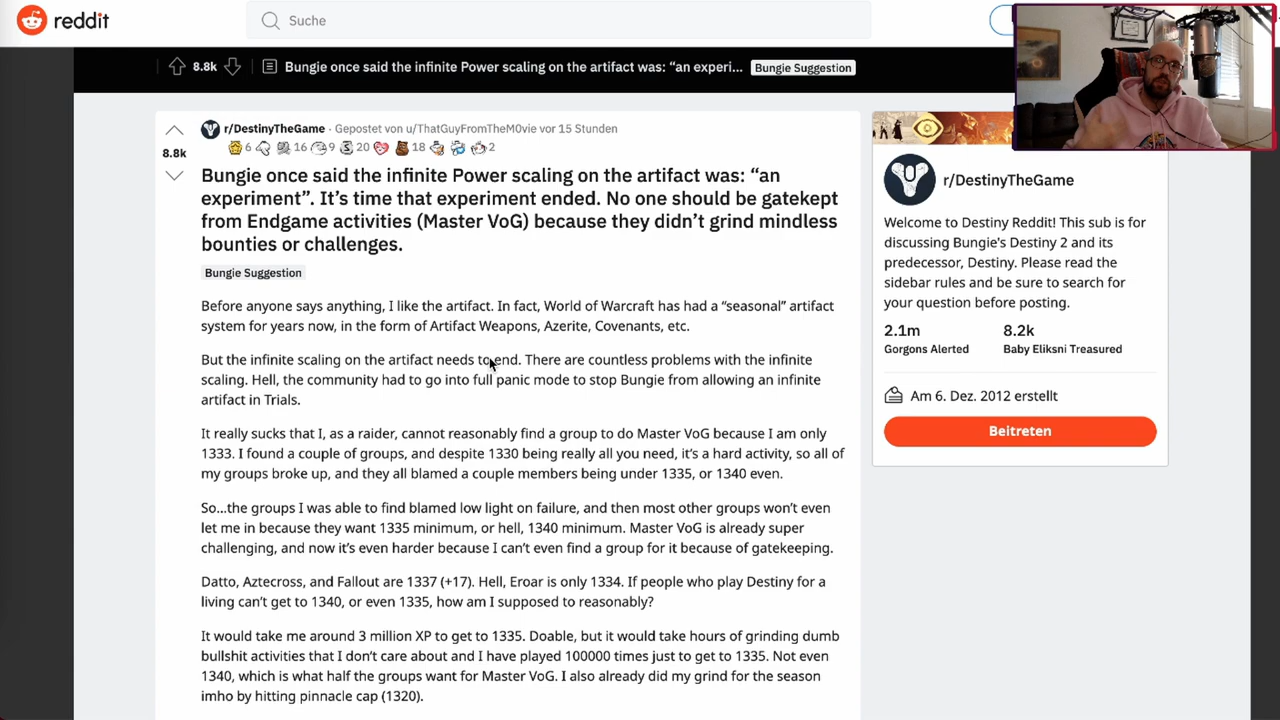 reddit
Suche
8.8k
Bungie once said the infinite Power scaling on the artifact was: “an experi...
Bungie Suggestion
r/DestinyTheGame · Gepostet von u/ThatGuyFromTheM0vie vor 15 Stunden
6 16 9 20 18 2
8.8k
Bungie once said the infinite Power scaling on the artifact was: “an
experiment”. It’s time that experiment ended. No one should be gatekept
from Endgame activities (Master VoG) because they didn’t grind mindless
bounties or challenges.
Bungie Suggestion
Before anyone says anything, I like the artifact. In fact, World of Warcraft has had a “seasonal” artifact
system for years now, in the form of Artifact Weapons, Azerite, Covenants, etc.
But the infinite scaling on the artifact needs to end. There are countless problems with the infinite
scaling. Hell, the community had to go into full panic mode to stop Bungie from allowing an infinite
artifact in Trials.
It really sucks that I, as a raider, cannot reasonably find a group to do Master VoG because I am only
1333. I found a couple of groups, and despite 1330 being really all you need, it’s a hard activity, so all of
my groups broke up, and they all blamed a couple members being under 1335, or 1340 even.
So...the groups I was able to find blamed low light on failure, and then most other groups won’t even
let me in because they want 1335 minimum, or hell, 1340 minimum. Master VoG is already super
challenging, and now it’s even harder because I can’t even find a group for it because of gatekeeping.
Datto, Aztecross, and Fallout are 1337 (+17). Hell, Eroar is only 1334. If people who play Destiny for a
living can’t get to 1340, or even 1335, how am I supposed to reasonably?
It would take me around 3 million XP to get to 1335. Doable, but it would take hours of grinding dumb
bullshit activities that I don’t care about and I have played 100000 times just to get to 1335. Not even
1340, which is what half the groups want for Master VoG. I also already did my grind for the season
imho by hitting pinnacle cap (1320).
r/DestinyTheGame
Welcome to Destiny Reddit! This sub is for
discussing Bungie's Destiny 2 and its
predecessor, Destiny. Please read the
sidebar rules and be sure to search for
your question before posting.
2.1m 8.2k
Gorgons Alerted Baby Eliksni Treasured
Am 6. Dez. 2012 erstellt
Beitreten